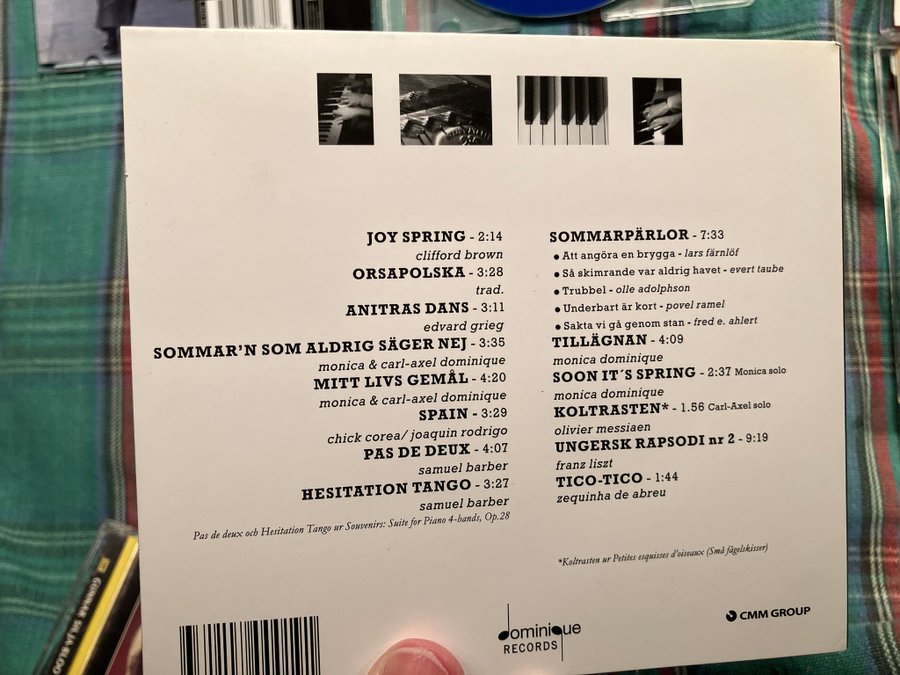 JOY SPRING - 2:14
clifford brown
ORSAPOLSKA - 3:28
trad.
ANITRAS DANS - 3:11
edvard grieg
SOMMAR'N SOM ALDRIG SÄGER NEJ - 3:35
monica & carl-axel dominique
MITT LIVS GEMÅL - 4:20
monica & carl-axel dominique
SPAIN - 3:29
chick corea/ joaquin rodrigo
PAS DE DEUX - 4:07
samuel barber
HESITATION TANGO - 3:27
samuel barber
Pas de deux och Hesitation Tango ur Souvenirs: Suite for Piano 4-hands, Op.28
SOMMARPÄRLOR - 7:33
• Att angöra en brygga - lars färnlöf
• Så skimrande var aldrig havet - evert taube
• Trubbel - olle adolphson
• Underbart är kort - povel ramel
• Sakta vi gå genom stan - fred e. ahlert
TILLÄGNAN - 4:09
monica dominique
SOON IT´S SPRING - 2:37 Monica solo
monica dominique
KOLTRASTEN* - 1.56 Carl-Axel solo
olivier messiaen
UNGERSK RAPSODI nr 2 - 9:19
franz liszt
TICO-TICO - 1:44
zequinha de abreu
*Koltrasten ur Petites esquisses d'oiseaux (Små fågelskisser)
dominique
RECORDS
CMM GROUP